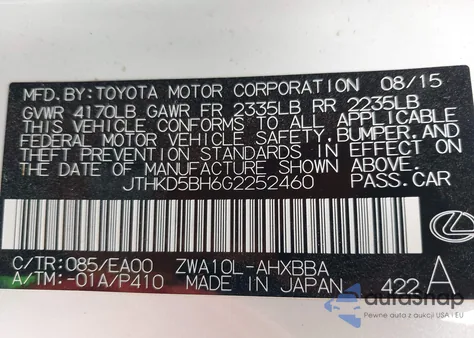 MFD.BY:TOYOTA MOTOR CORPORATION 08/15
GVWR 4170LB GAWR FR 2335LB RR 2235LB
THIS VEHICLE CONFORMS TO ALL APPLICABLE
FEDERAL MOTOR VEHICLE SAFETY,BUMPER,AND
THEFT PREVENTION STANDARDS IN EFFECT ON
THE DATE OF MANUFACTURE SHOWN ABOVE.
JTHKD5BH6G2252460 PASS.CAR
C/TR:085/EA00 ZWA10L-AHXBBA
A/TM:-01A/P410 MADE IN JAPAN 422 A
autosnap
Pewne auta z aukcji USA i EU